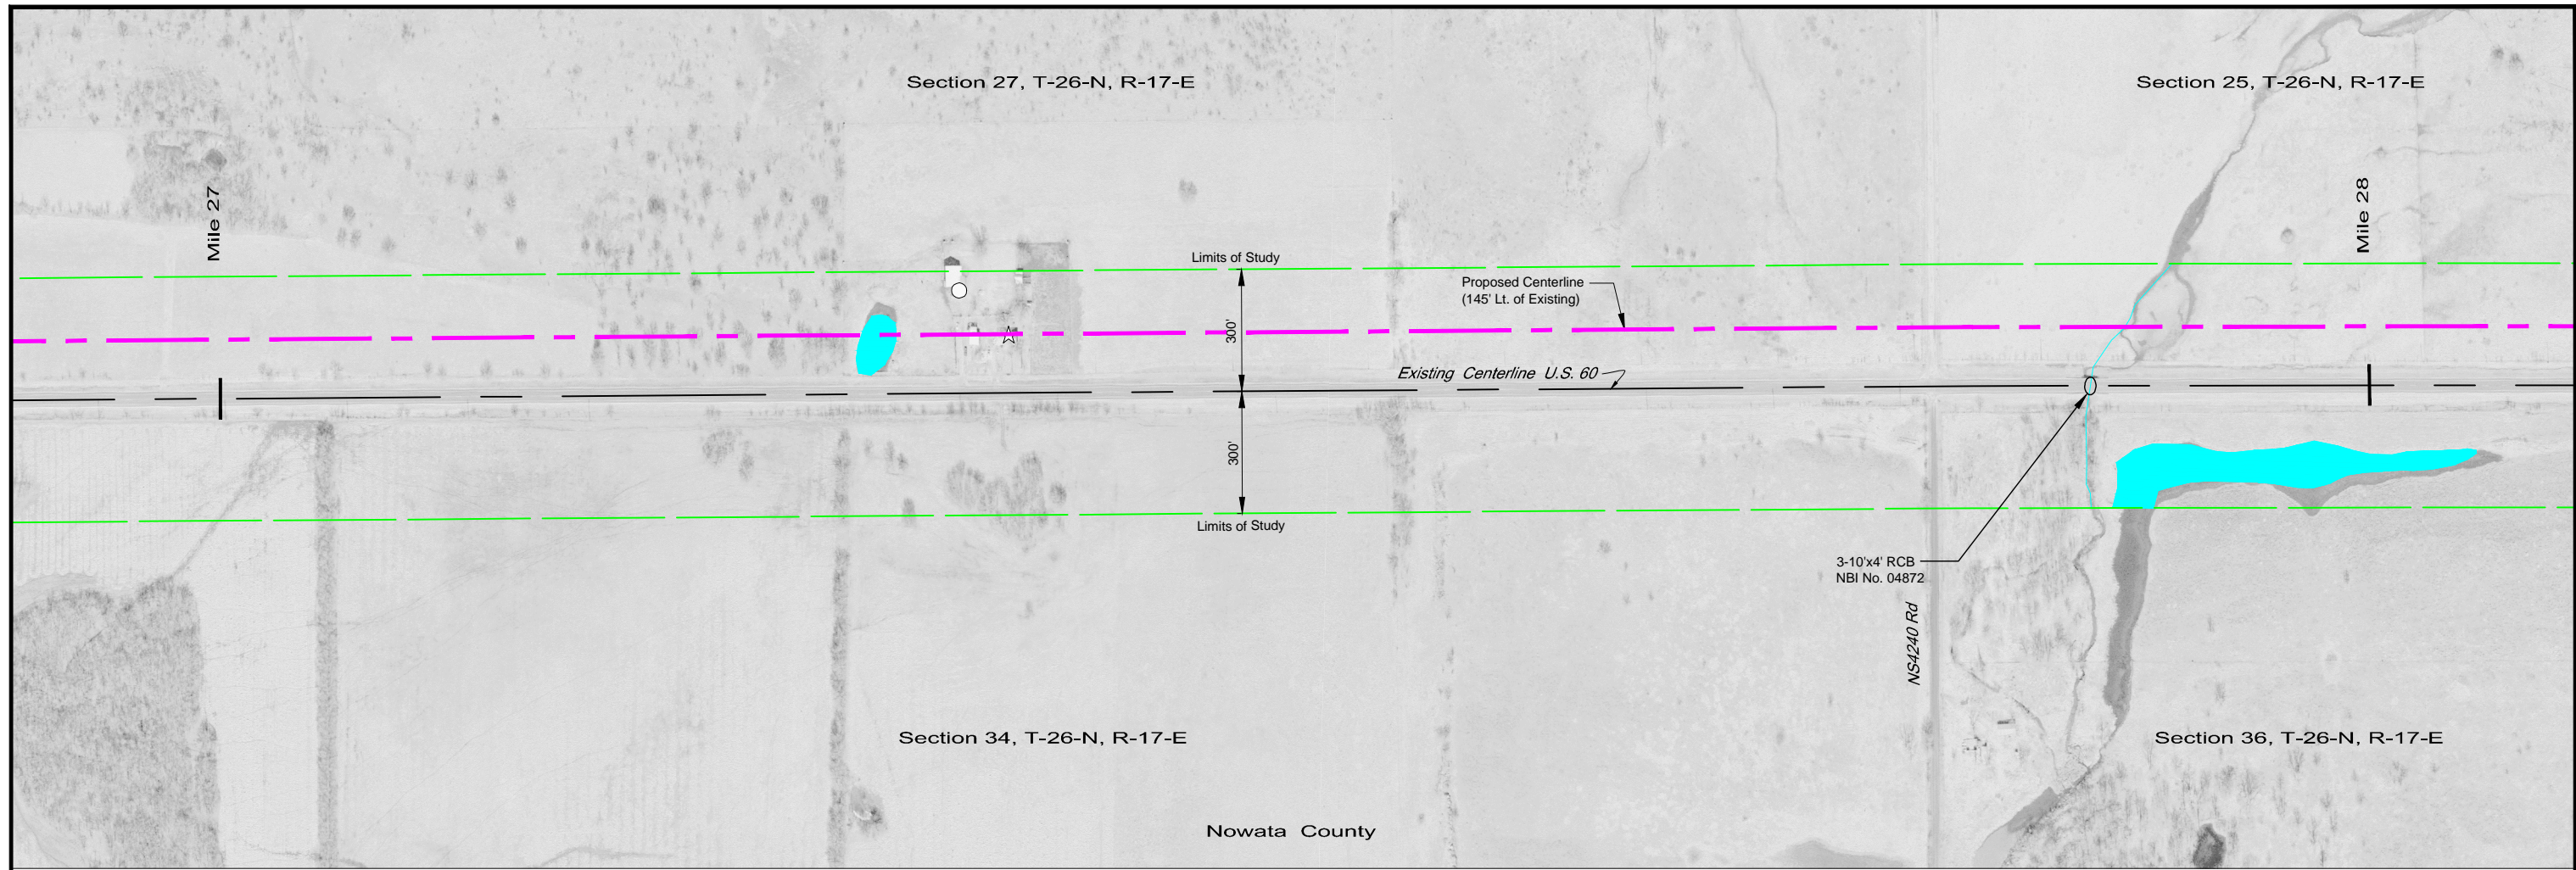 Section 27, T-26-N, R-17-E
Section 25, T-26-N, R-17-E
Mile 27
Mile 28
Limits of Study
Proposed Centerline
(145' Lt. of Existing)
300'
Existing Centerline U.S. 60
300'
Limits of Study
3-10'x4' RCB
NBI No. 04872
NS4240 Rd
Section 34, T-26-N, R-17-E
Section 36, T-26-N, R-17-E
Nowata County